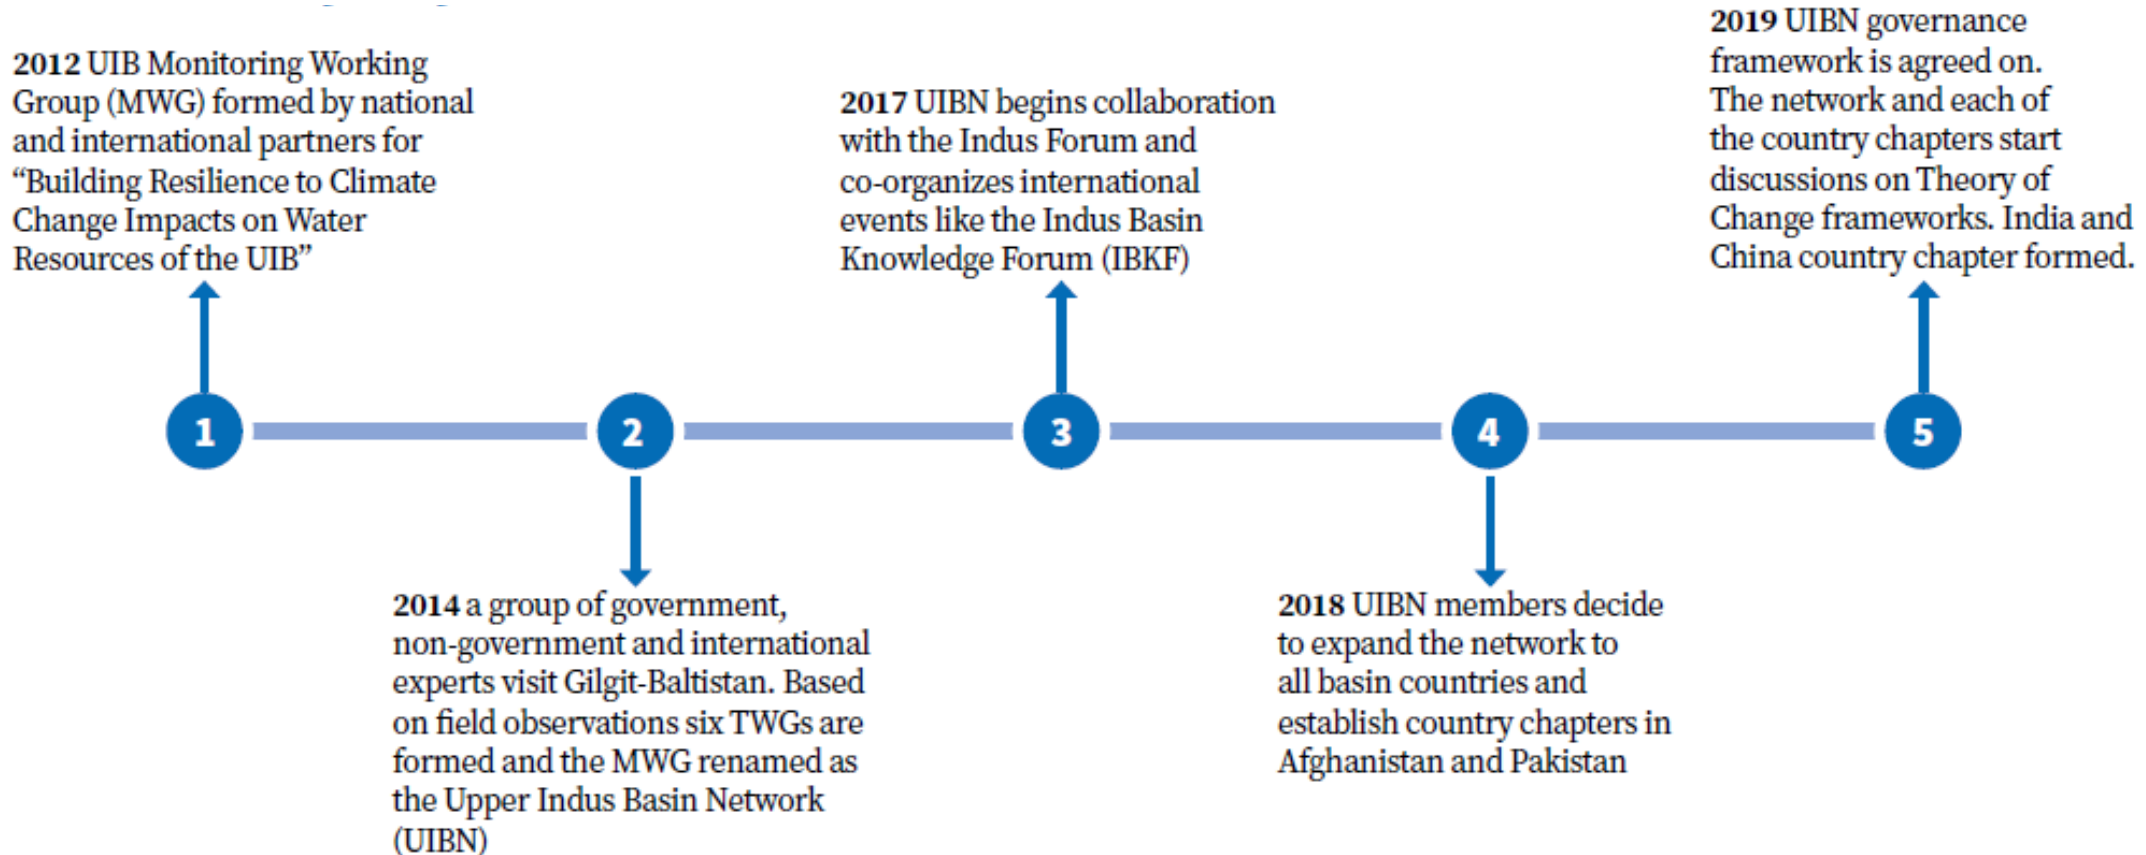 2012 UIB Monitoring Working
Group (MWG) formed by national
and international partners for
“Building Resilience to Climate
Change Impacts on Water
Resources of the UIB”
2017 UIBN begins collaboration
with the Indus Forum and
co-organizes international
events like the Indus Basin
Knowledge Forum (IBKF)
2019 UIBN governance
framework is agreed on.
The network and each of
the country chapters start
discussions on Theory of
Change frameworks. India and
China country chapter formed.
1
2
3
4
5
2014 a group of government,
non-government and international
experts visit Gilgit-Baltistan. Based
on field observations six TWGs are
formed and the MWG renamed as
the Upper Indus Basin Network
(UIBN)
2018 UIBN members decide
to expand the network to
all basin countries and
establish country chapters in
Afghanistan and Pakistan